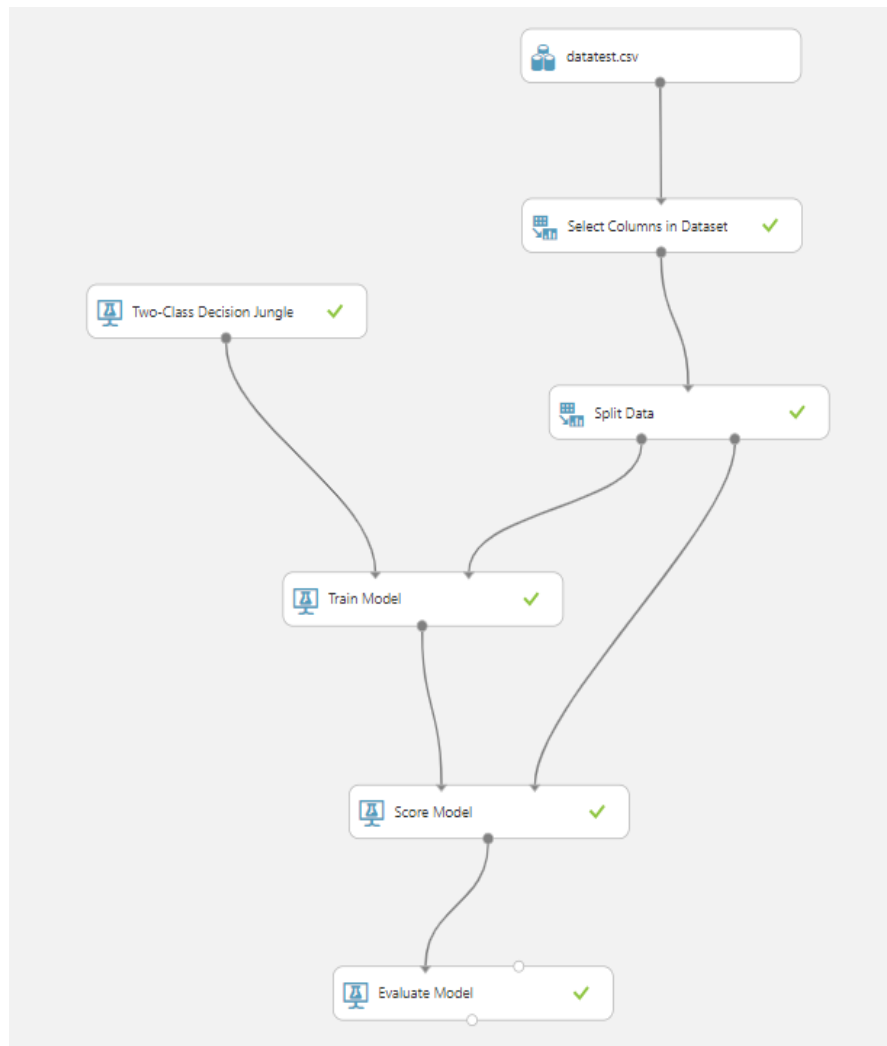 datatest.csv
Select Columns in Dataset
Two-Class Decision Jungle
Split Data
Train Model
Score Model
Evaluate Model